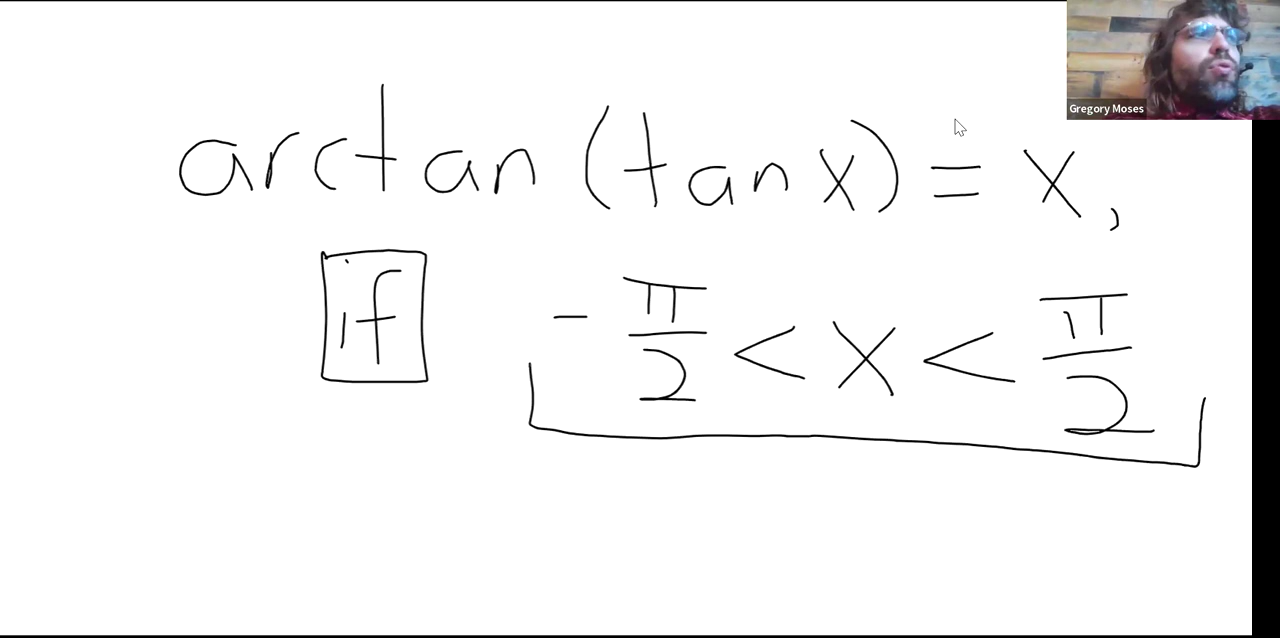 Gregory Moses
arctan (tan x) = x,
if - π/2 < x < π/2